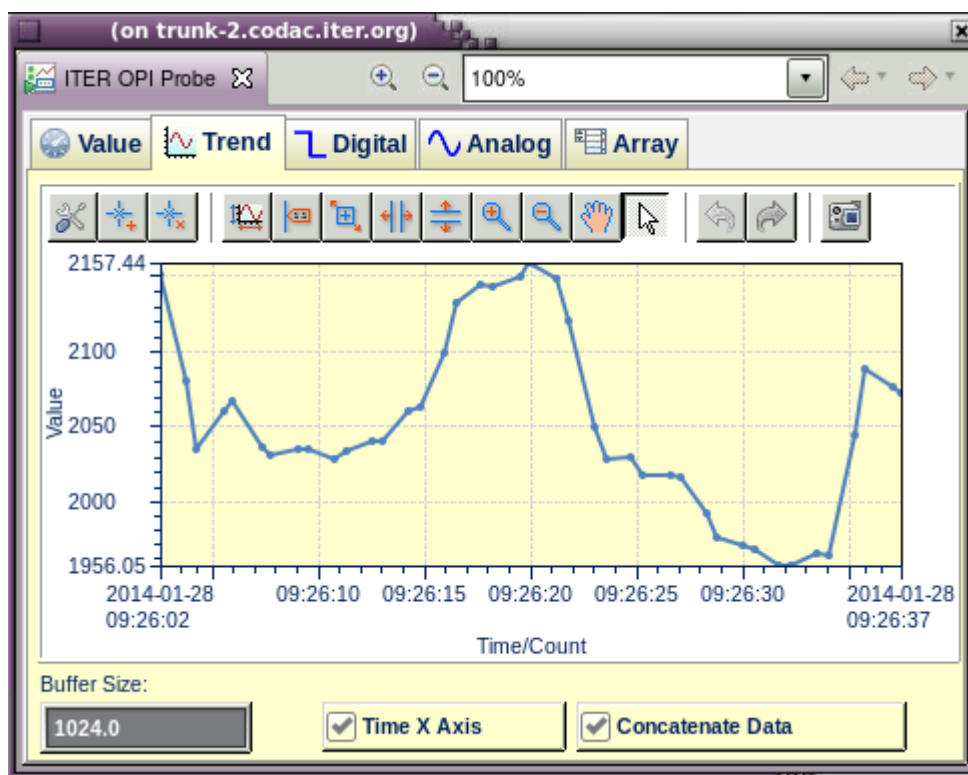 (on trunk-2.codac.iter.org)
ITER OPI Probe
100%
Value Trend Digital Analog Array
2157.44
2100
2050
2000
1956.05
Value
2014-01-28 09:26:10 09:26:15 09:26:20 09:26:25 09:26:30 2014-01-28
09:26:02 09:26:37
Time/Count
Buffer Size:
1024.0 Time X Axis Concatenate Data